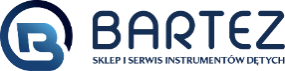 B
BARTEZ
SKLEP I SERWIS INSTRUMENTÓW DĘTYCH